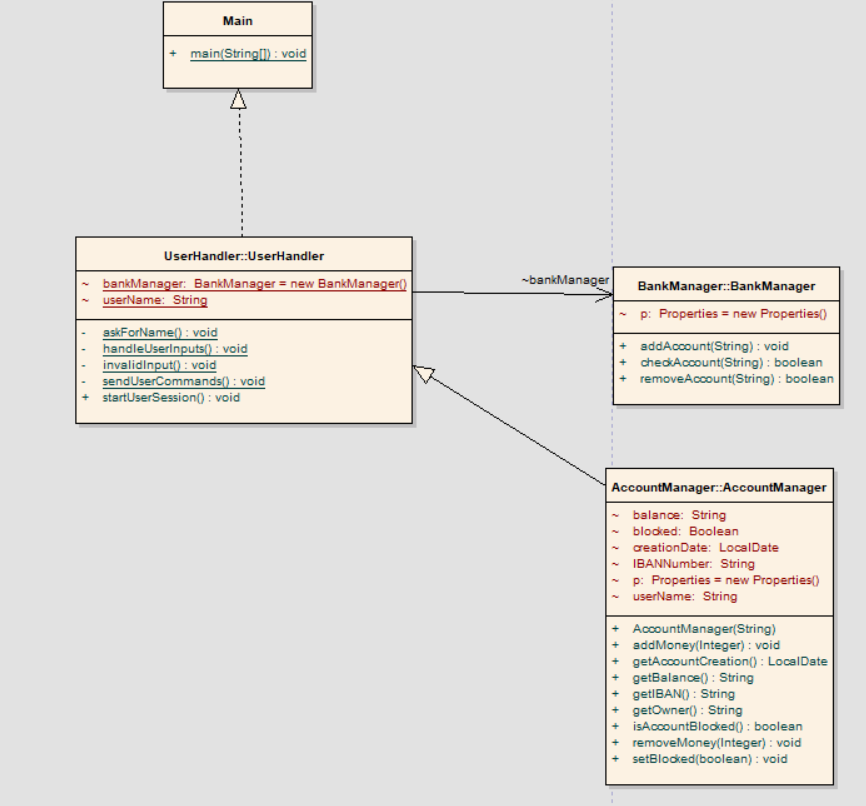 Main
+ main(String[]) : void
UserHandler::UserHandler
~ bankManager: BankManager = new BankManager()
~ userName: String
- askForName() : void
- handleUserInputs() : void
- invalidInput() : void
- sendUserCommands() : void
+ startUserSession() : void
~bankManager
BankManager::BankManager
~ p: Properties = new Properties()
+ addAccount(String) : void
+ checkAccount(String) : boolean
+ removeAccount(String) : boolean
AccountManager::AccountManager
~ balance: String
~ blocked: Boolean
~ creationDate: LocalDate
~ IBANNumber: String
~ p: Properties = new Properties()
~ userName: String
+ AccountManager(String)
+ addMoney(Integer) : void
+ getAccountCreation() : LocalDate
+ getBalance() : String
+ getIBAN() : String
+ getOwner() : String
+ isAccountBlocked() : boolean
+ removeMoney(Integer) : void
+ setBlocked(boolean) : void